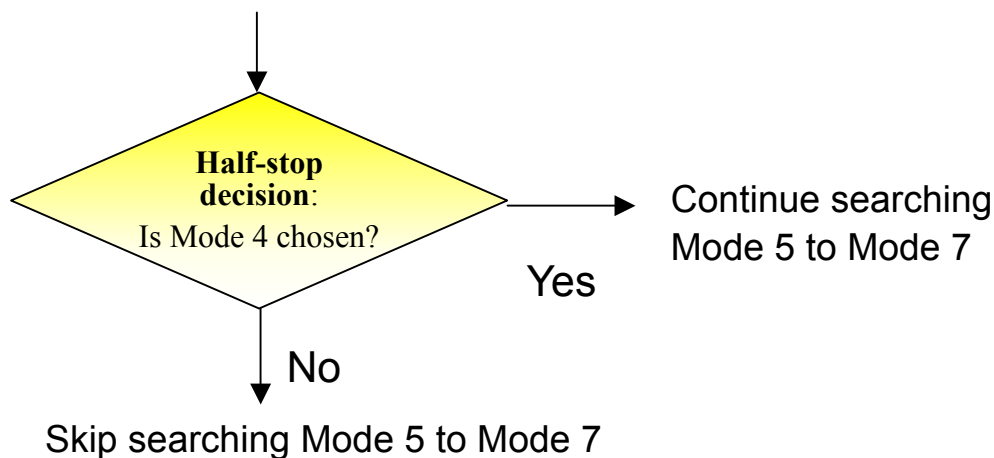 Half-stop
decision:
Is Mode 4 chosen?
Continue searching
Mode 5 to Mode 7
Yes
No
Skip searching Mode 5 to Mode 7